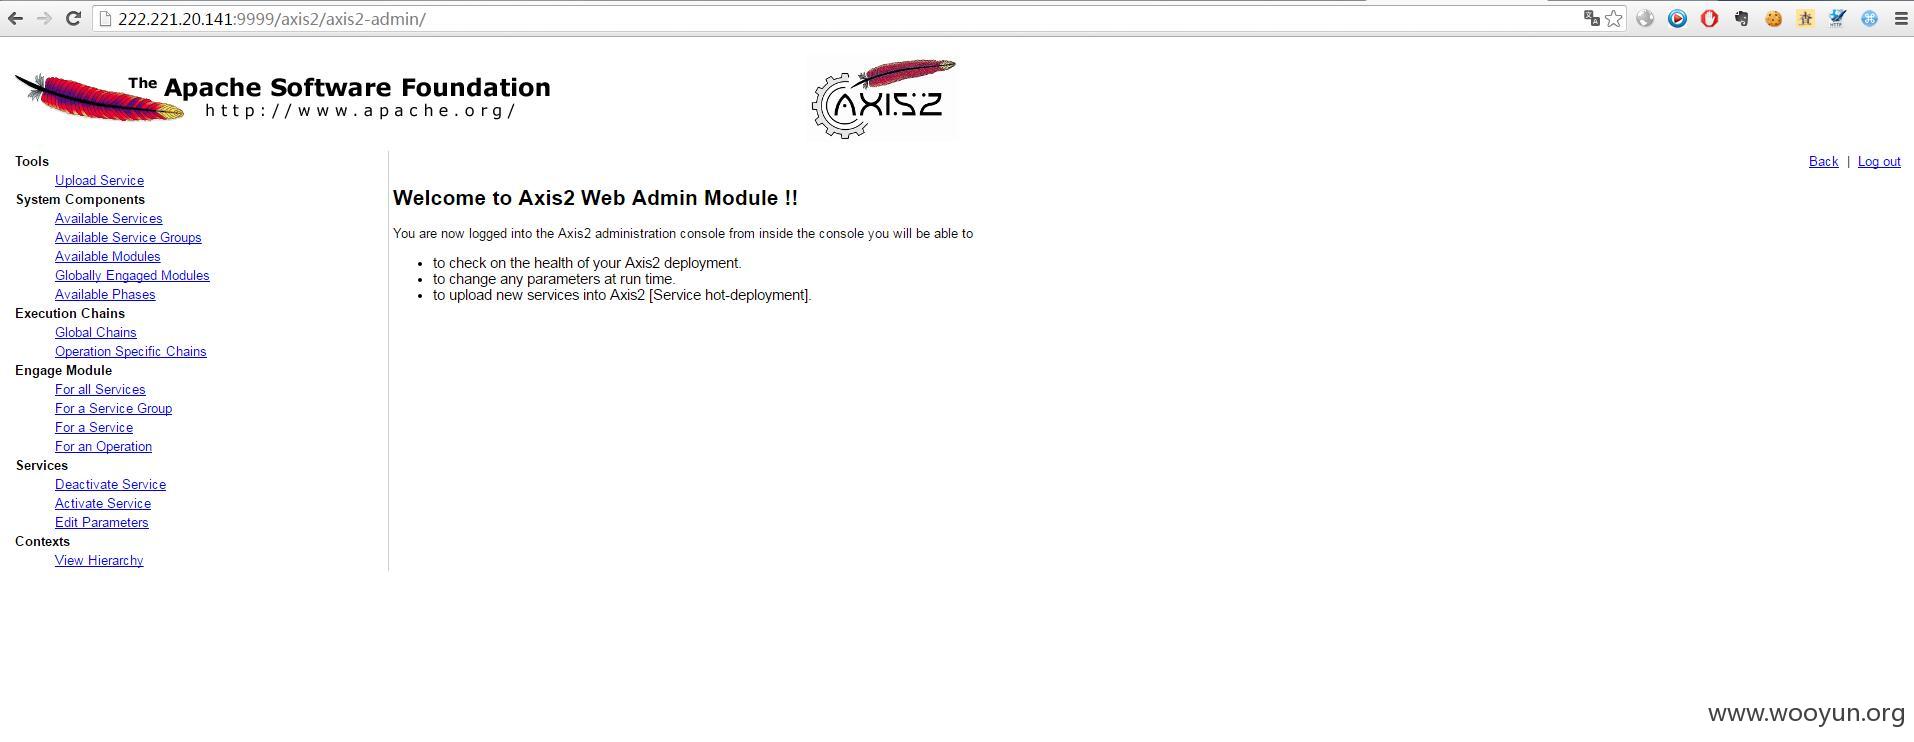 222.221.20.141:9999/axis2/axis2-admin/
The Apache Software Foundation
http://www.apache.org/
AXIS2
Back | Log out
Tools
Upload Service
System Components
Available Services
Available Service Groups
Available Modules
Globally Engaged Modules
Available Phases
Execution Chains
Global Chains
Operation Specific Chains
Engage Module
For all Services
For a Service Group
For a Service
For an Operation
Services
Deactivate Service
Activate Service
Edit Parameters
Contexts
View Hierarchy
Welcome to Axis2 Web Admin Module !!
You are now logged into the Axis2 administration console from inside the console you will be able to
• to check on the health of your Axis2 deployment.
• to change any parameters at run time.
• to upload new services into Axis2 [Service hot-deployment].
www.wooyun.org